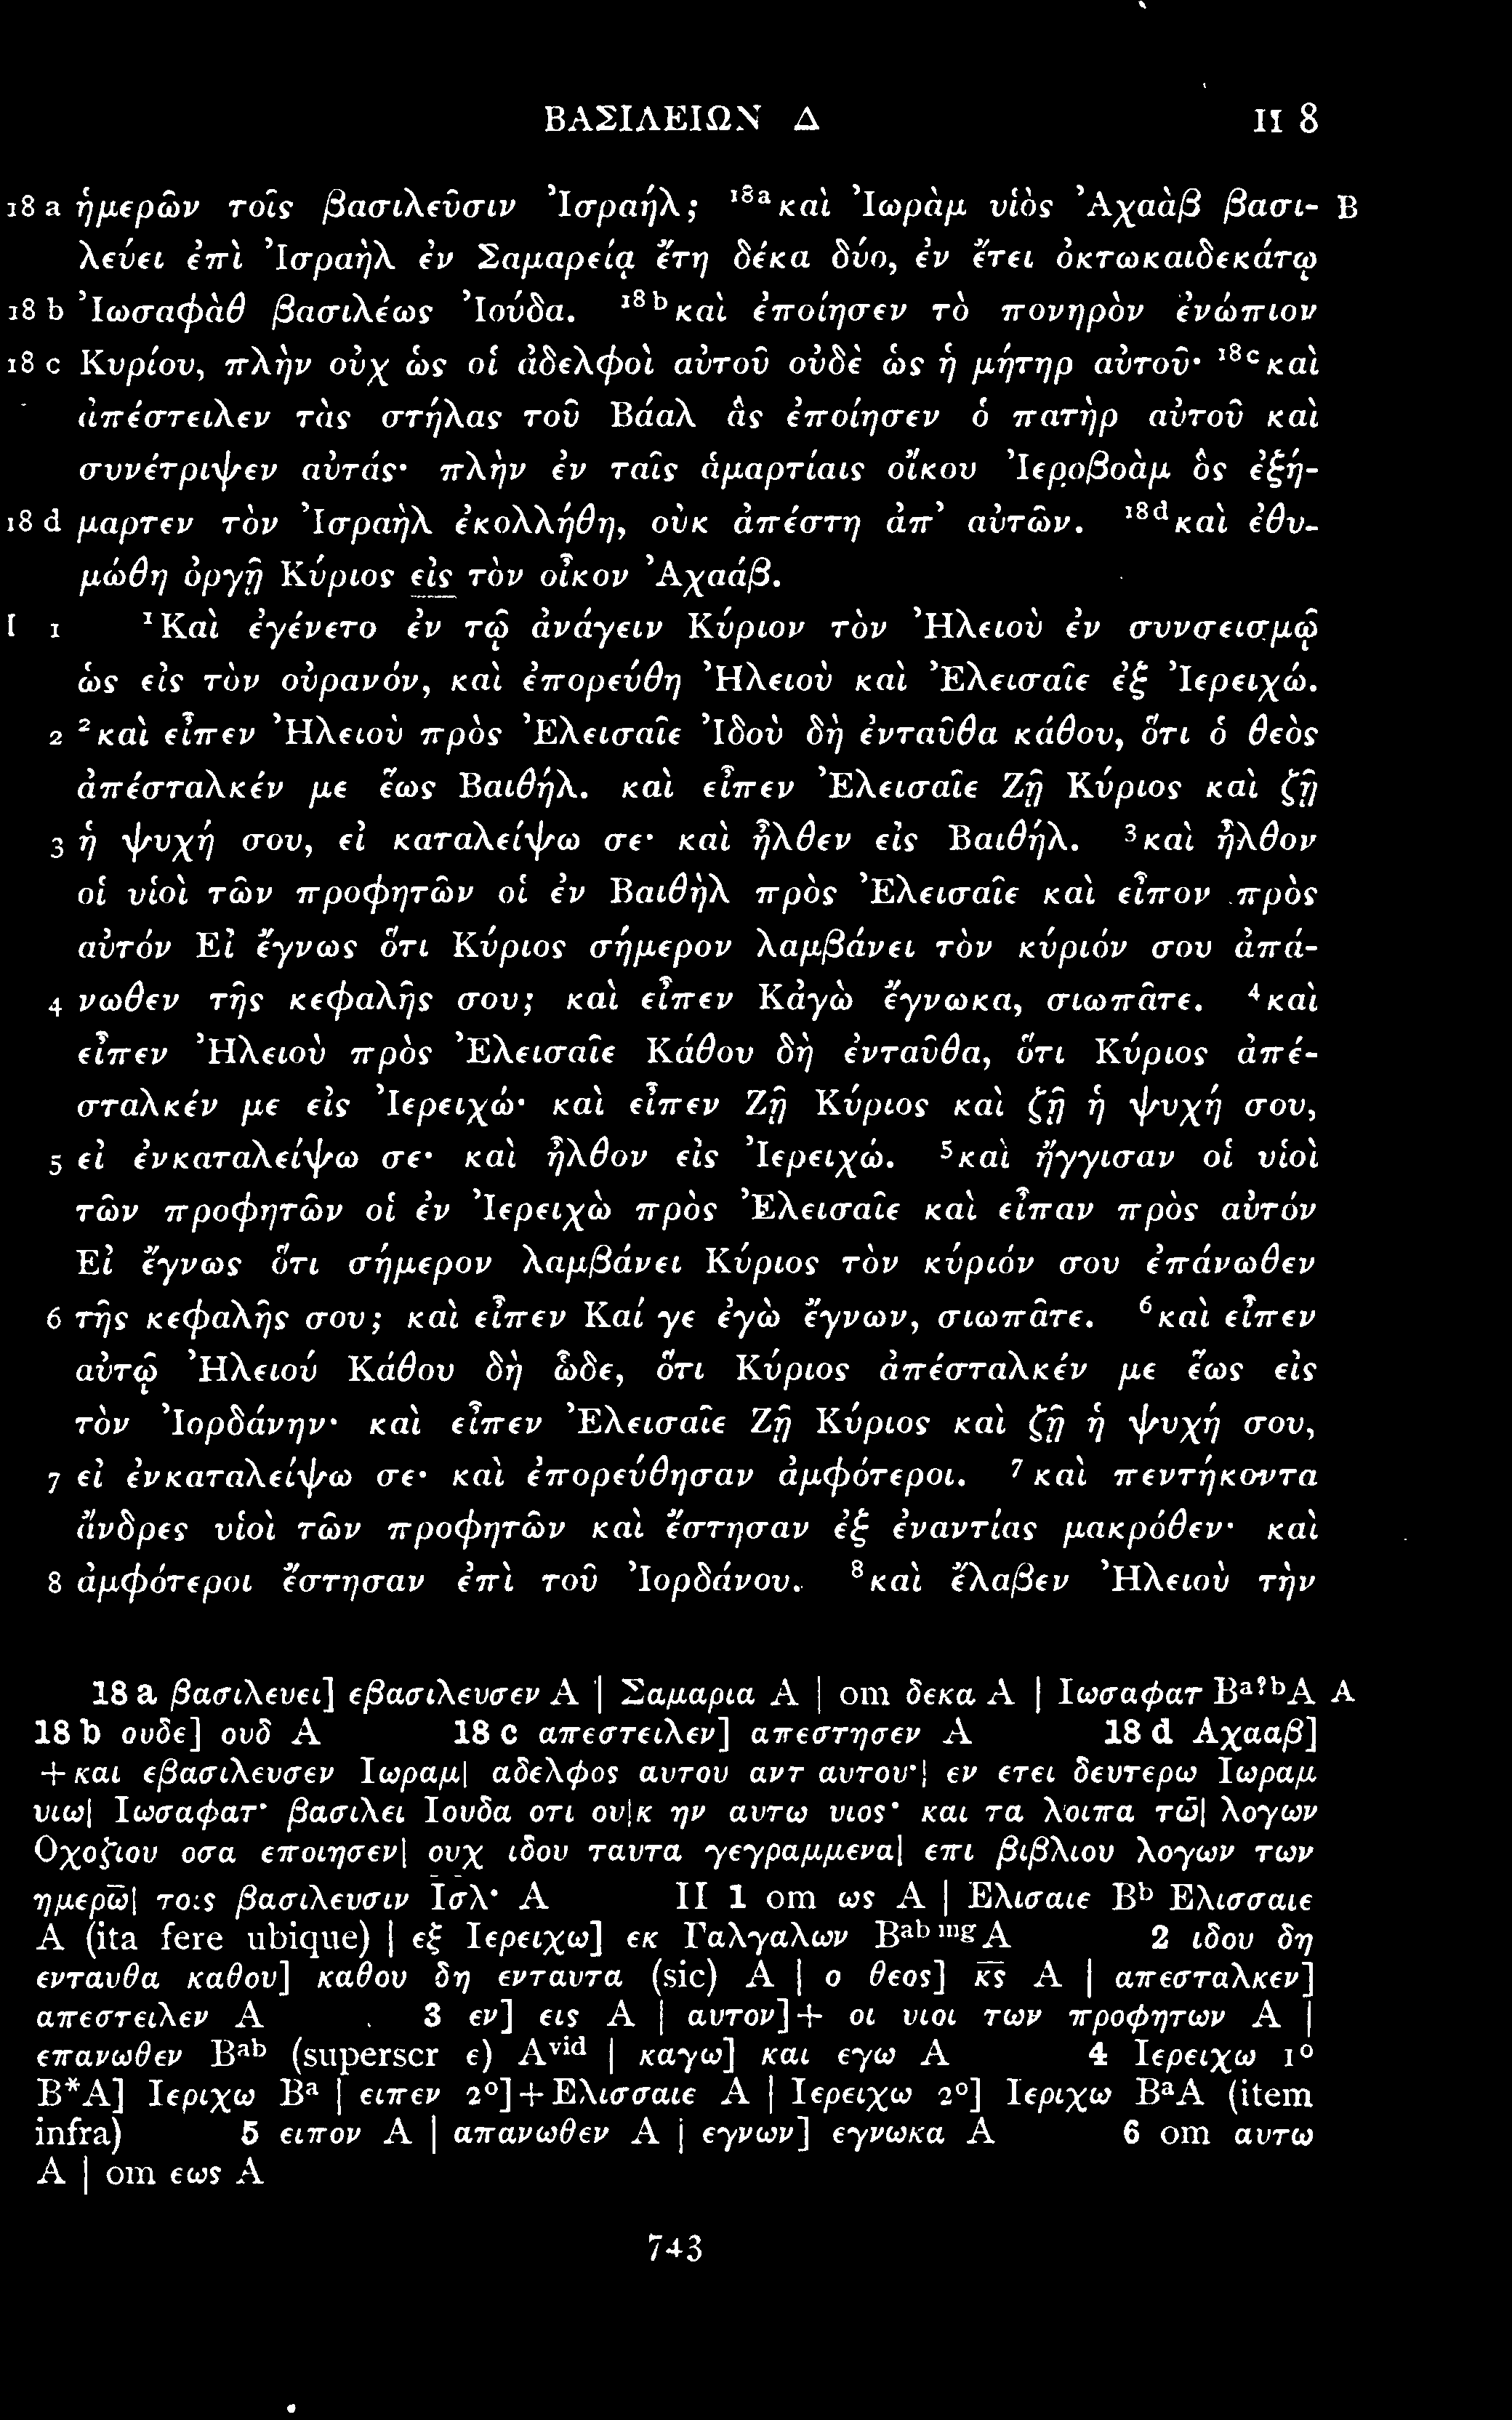 ΒΑΣΙΛΕΙΩΝ Δ II 8
18 a ἡμερῶν τοῖς βασιλεῦσιν Ἰσραήλ; 18a καὶ Ἰωρὰμ υἱὸς Ἀχαὰβ βασι- B
λεύει ἐπὶ Ἰσραὴλ ἐν Σαμαρείᾳ ἔτη δέκα δύο, ἐν ἔτει ὀκτωκαιδεκάτῳ
18 b Ἰωσαφὰθ βασιλέως Ἰούδα. 18b καὶ ἐποίησεν τὸ πονηρὸν ἐνώπιον
18 c Κυρίου, πλὴν οὐχ ὡς οἱ ἀδελφοὶ αὐτοῦ οὐδὲ ὡς ἡ μήτηρ αὐτοῦ· 18c καὶ
ἀπέστειλεν τὰς στήλας τοῦ Βάαλ ἃς ἐποίησεν ὁ πατὴρ αὐτοῦ καὶ
συνέτριψεν αὐτάς· πλὴν ἐν ταῖς ἁμαρτίαις οἴκου Ἰεροβοὰμ ὃς ἐξή-
18 d μαρτεν τὸν Ἰσραὴλ ἐκολλήθη, οὐκ ἀπέστη ἀπ’ αὐτῶν. 18d καὶ ἐθυ-
μώθη ὀργῇ Κύριος εἰς τὸν οἶκον Ἀχαάβ.
I 1 1 Καὶ ἐγένετο ἐν τῷ ἀνάγειν Κύριον τὸν Ἠλειοὺ ἐν συνσεισμῷ
ὡς εἰς τὸν οὐρανόν, καὶ ἐπορεύθη Ἠλειοὺ καὶ Ἐλεισαῖε ἐξ Ἰερειχώ.
2 2 καὶ εἶπεν Ἠλειοὺ πρὸς Ἐλεισαῖε Ἰδοὺ δὴ ἐνταῦθα κάθου, ὅτι ὁ θεὸς
ἀπέσταλκέν με ἕως Βαιθήλ. καὶ εἶπεν Ἐλεισαῖε Ζῇ Κύριος καὶ ζῇ
3 ἡ ψυχή σου, εἰ καταλείψω σε· καὶ ἦλθεν εἰς Βαιθήλ. 3 καὶ ἦλθον
οἱ υἱοὶ τῶν προφητῶν οἱ ἐν Βαιθὴλ πρὸς Ἐλεισαῖε καὶ εἶπον πρὸς
αὐτόν Εἰ ἔγνως ὅτι Κύριος σήμερον λαμβάνει τὸν κύριόν σου ἀπά-
4 νωθεν τῆς κεφαλῆς σου; καὶ εἶπεν Κἀγὼ ἔγνωκα, σιωπᾶτε. 4 καὶ
εἶπεν Ἠλειοὺ πρὸς Ἐλεισαῖε Κάθου δὴ ἐνταῦθα, ὅτι Κύριος ἀπέ-
σταλκέν με εἰς Ἰερειχώ· καὶ εἶπεν Ζῇ Κύριος καὶ ζῇ ἡ ψυχή σου,
5 εἰ ἐνκαταλείψω σε· καὶ ἦλθον εἰς Ἰερειχώ. 5 καὶ ἤγγισαν οἱ υἱοὶ
τῶν προφητῶν οἱ ἐν Ἰερειχὼ πρὸς Ἐλεισαῖε καὶ εἶπαν πρὸς αὐτόν
Εἰ ἔγνως ὅτι σήμερον λαμβάνει Κύριος τὸν κύριόν σου ἐπάνωθεν
6 τῆς κεφαλῆς σου; καὶ εἶπεν Καί γε ἐγὼ ἔγνων, σιωπᾶτε. 6 καὶ εἶπεν
αὐτῷ Ἠλειού Κάθου δὴ ὧδε, ὅτι Κύριος ἀπέσταλκέν με ἕως εἰς
τὸν Ἰορδάνην· καὶ εἶπεν Ἐλεισαῖε Ζῇ Κύριος καὶ ζῇ ἡ ψυχή σου,
7 εἰ ἐνκαταλείψω σε· καὶ ἐπορεύθησαν ἀμφότεροι. 7 καὶ πεντήκοντα
ἄνδρες υἱοὶ τῶν προφητῶν καὶ ἔστησαν ἐξ ἐναντίας μακρόθεν· καὶ
8 ἀμφότεροι ἔστησαν ἐπὶ τοῦ Ἰορδάνου. 8 καὶ ἔλαβεν Ἠλειοὺ τὴν
18 a βασιλευει] εβασιλευσεν A | Σαμαρια A | om δεκα A | Ιωσαφατ Ba?bA A
18 b ουδε] ουδ A 18 c απεστειλεν] απεστησεν A 18 d Αχααβ]
+και εβασιλευσεν Ιωραμ| αδελφος αυτου αντ αυτου·| εν ετει δευτερω Ιωραμ
υιω| Ιωσαφατ· βασιλει Ιουδα οτι ου|κ ην αυτω υιος· και τα λοιπα τω̅| λογων
Οχοζιου οσα εποιησεν| ουχ ιδου ταυτα γεγραμμενα| επι βιβλιου λογων των
ημερω̅| τοις βασιλευσιν Ι̅σ̅λ̅· A II 1 om ως A | Ελισαιε Bb Ελισσαιε
A (ita fere ubique) | εξ Ιερειχω] εκ Γαλγαλων Bab mg A 2 ιδου δη
ενταυθα καθου] καθου δη ενταυτα (sic) A | ο θεος] κ̅ς̅ A | απεσταλκεν]
απεστειλεν A 3 εν] εις A | αυτον]+ οι υιοι των προφητων A |
επανωθεν Bab (superscr ε) Avid | καγω] και εγω A 4 Ιερειχω 1°
B*A] Ιεριχω Ba | ειπεν 2°]+Ελισσαιε A | Ιερειχω 2°] Ιεριχω BaA (item
infra) 5 ειπον A | απανωθεν A | εγνων] εγνωκα A 6 om αυτω
A | om εως A
743